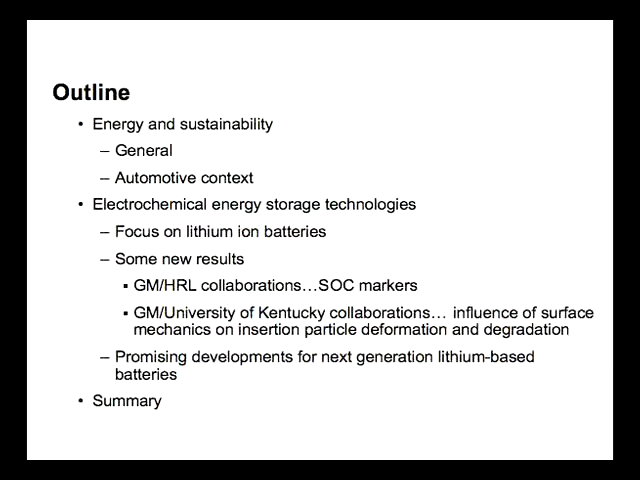 Outline
• Energy and sustainability
– General
– Automotive context
• Electrochemical energy storage technologies
– Focus on lithium ion batteries
– Some new results
▪ GM/HRL collaborations…SOC markers
▪ GM/University of Kentucky collaborations… influence of surface
mechanics on insertion particle deformation and degradation
– Promising developments for next generation lithium-based
batteries
• Summary